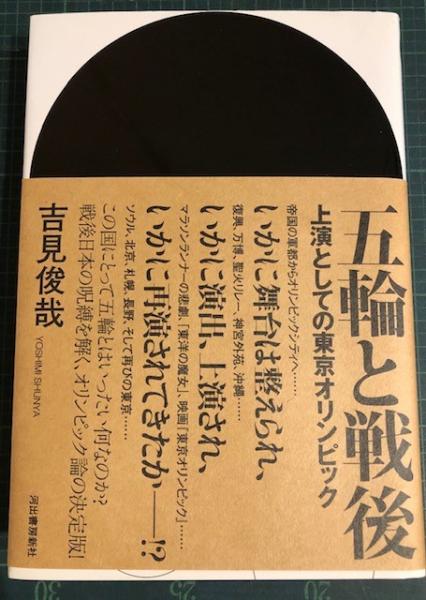 五輪と戦後
上演としての東京オリンピック
帝国の軍都からオリンピックシティへ……
いかに舞台は整えられ、
復興、万博、聖火リレー、神宮外苑、沖縄……
いかに演出、上演され、
マラソンランナーの悲劇、「東洋の魔女」、映画『東京オリンピック』……
いかに再演されてきたか——!?
ソウル、北京、札幌、長野、そして再びの東京……
この国にとって五輪とはいったい何なのか?
戦後日本の呪縛を解く、オリンピック論の決定版!
吉見俊哉
YOSHIMI SHUNYA
河出書房新社
30
25
20